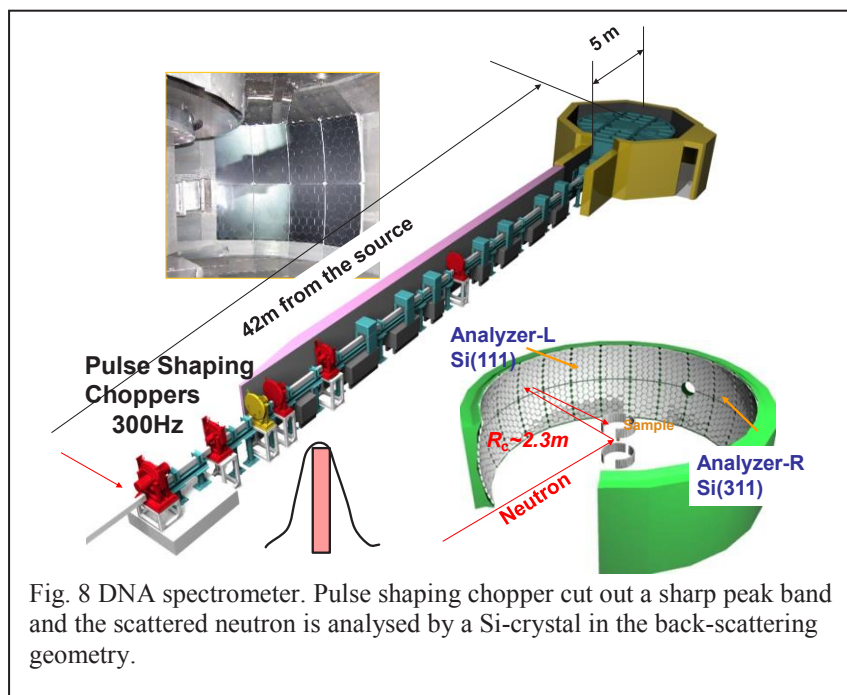 5 m
42m from the source
Pulse Shaping
Choppers
300Hz
Analyzer-L
Si(111)
Sample
Rc~2.3m
Analyzer-R
Si(311)
Neutron
Fig. 8 DNA spectrometer. Pulse shaping chopper cut out a sharp peak band
and the scattered neutron is analysed by a Si-crystal in the back-scattering
geometry.